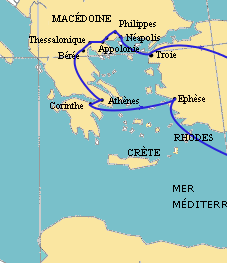 MACÉDOINE
Philippes
Thessalonique
Néapolis
Appolonie
Bérée
Troie
Athènes
Ephèse
Corinthe
RHODES
CRÈTE
MER
MÉDITERR